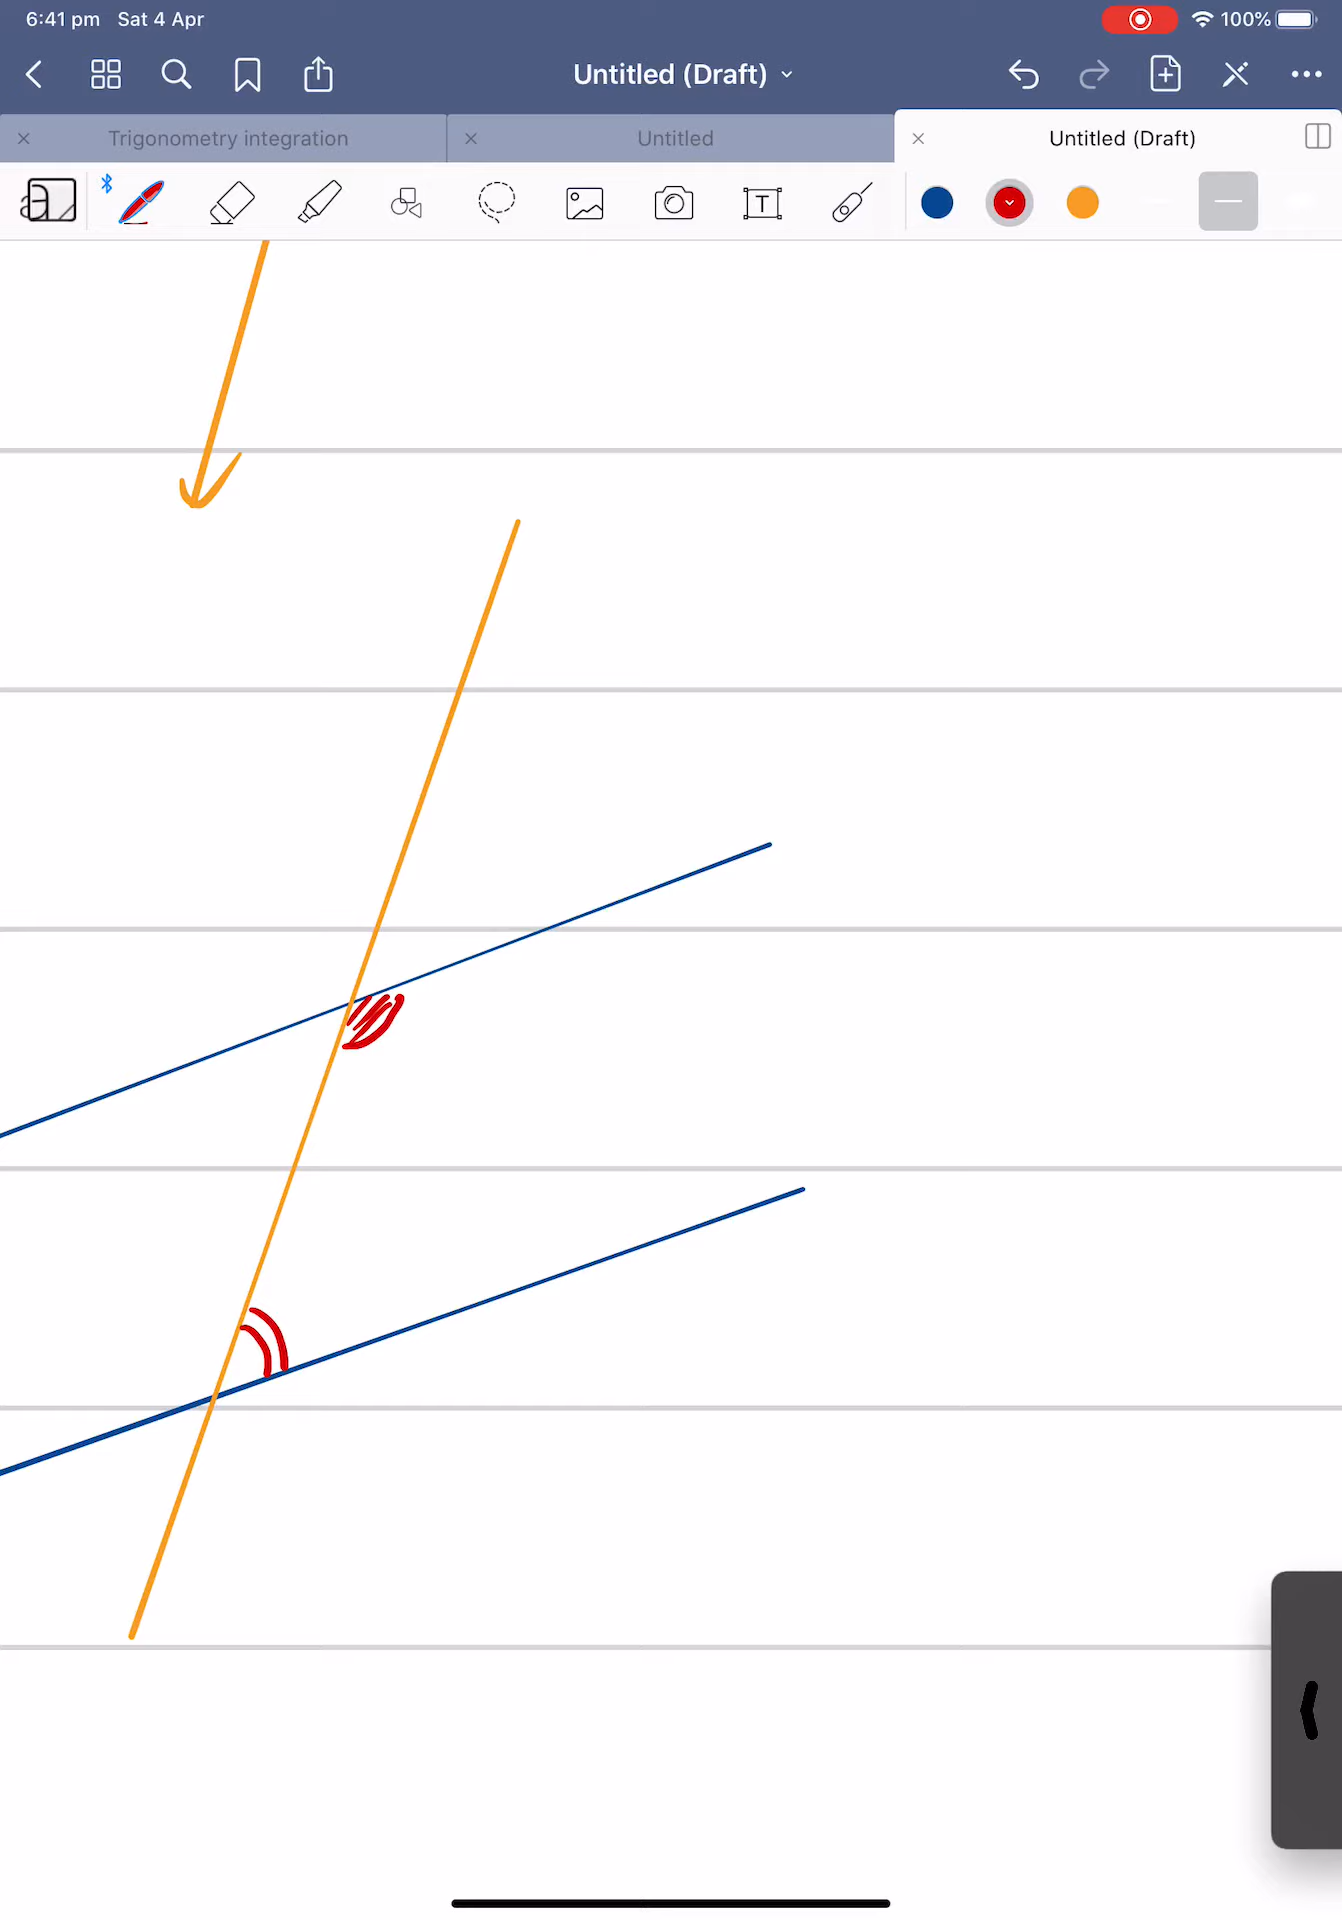 6:41 pm Sat 4 Apr 100%
Untitled (Draft)
Trigonometry integration Untitled Untitled (Draft)
a T